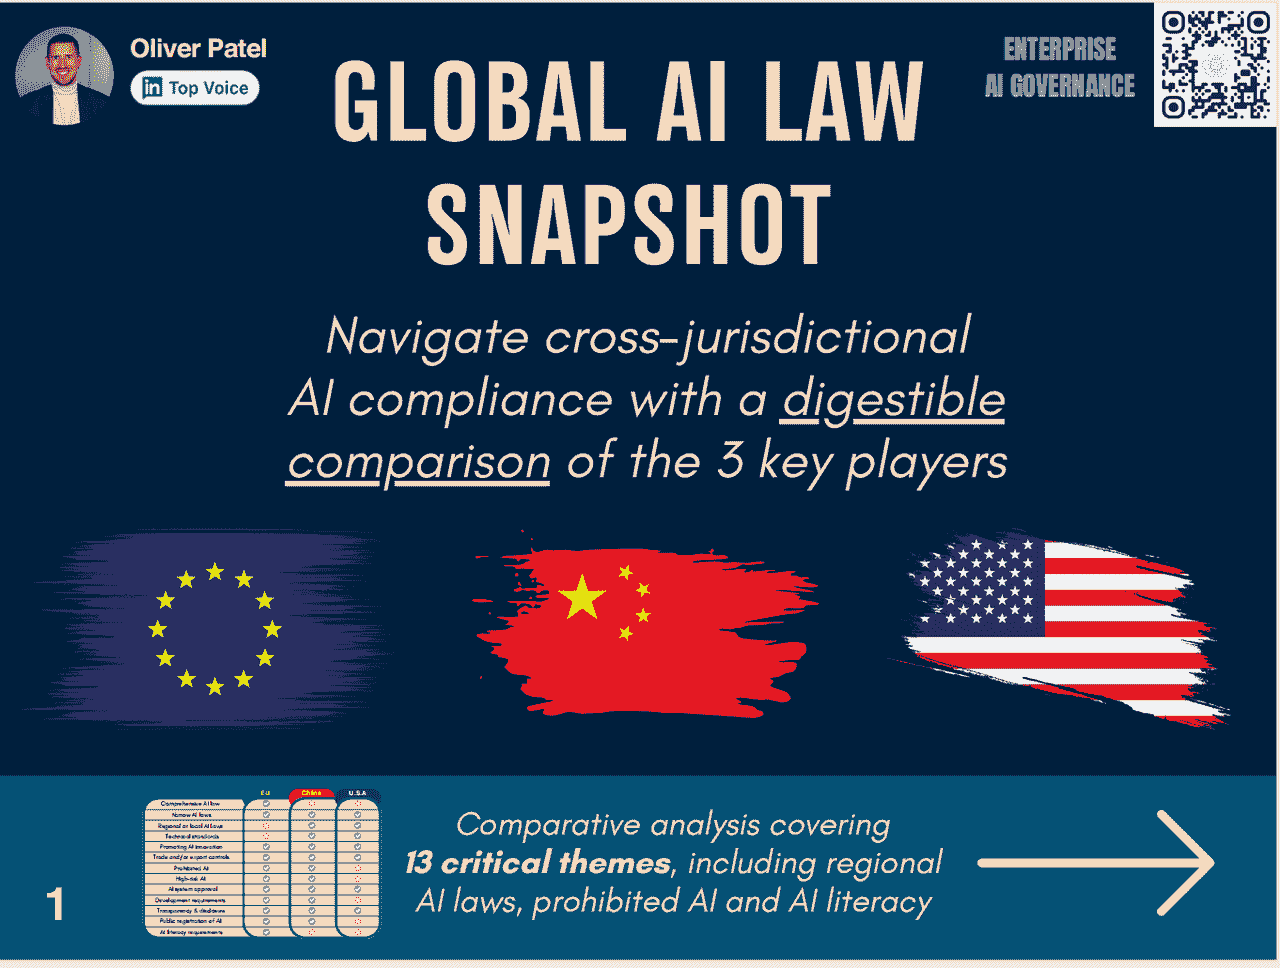 Oliver Patel
in Top Voice
ENTERPRISE
AI GOVERNANCE
GLOBAL AI LAW
SNAPSHOT
Navigate cross-jurisdictional
AI compliance with a digestible
comparison of the 3 key players
EU China U.S.A
Comprehensive AI law
Narrow AI laws
Regional or local AI laws
Technical standards
Promoting AI innovation
Trade and/or export controls
Prohibited AI
High-risk AI
AI system approval
Development requirements
Transparency & disclosure
Public registration of AI
AI literacy requirements
Comparative analysis covering
13 critical themes, including regional
AI laws, prohibited AI and AI literacy
1